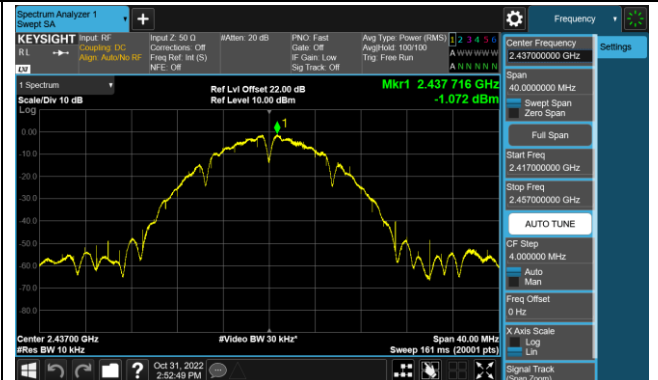 Spectrum Analyzer 1
Swept SA
Frequency
KEYSIGHT
RL
LXI
Input: RF
Coupling: DC
Align: Auto/No RF
Input Z: 50 Ω
Corrections: Off
Freq Ref: Int (S)
NFE: Off
#Atten: 20 dB
PNO: Fast
Gate: Off
IF Gain: Low
Sig Track: Off
Avg Type: Power (RMS)
Avg|Hold: 100/100
Trig: Free Run
1 2 3 4 5 6
A W W W W W
A N N N N N
1 Spectrum
Scale/Div 10 dB
Log
Ref Lvl Offset 22.00 dB
Ref Level 10.00 dBm
Mkr1 2.437 716 GHz
-1.072 dBm
1
0.00
-10.0
-20.0
-30.0
-40.0
-50.0
-60.0
-70.0
-80.0
Center 2.43700 GHz
#Res BW 10 kHz
#Video BW 30 kHz*
Span 40.00 MHz
Sweep 161 ms (20001 pts)
Oct 31, 2022
2:52:49 PM
?
Center Frequency
2.437000000 GHz
Settings
Span
40.0000000 MHz
Swept Span
Zero Span
Full Span
Start Freq
2.417000000 GHz
Stop Freq
2.457000000 GHz
AUTO TUNE
CF Step
4.000000 MHz
Auto
Man
Freq Offset
0 Hz
X Axis Scale
Log
Lin
Signal Track
(Span Zoom)